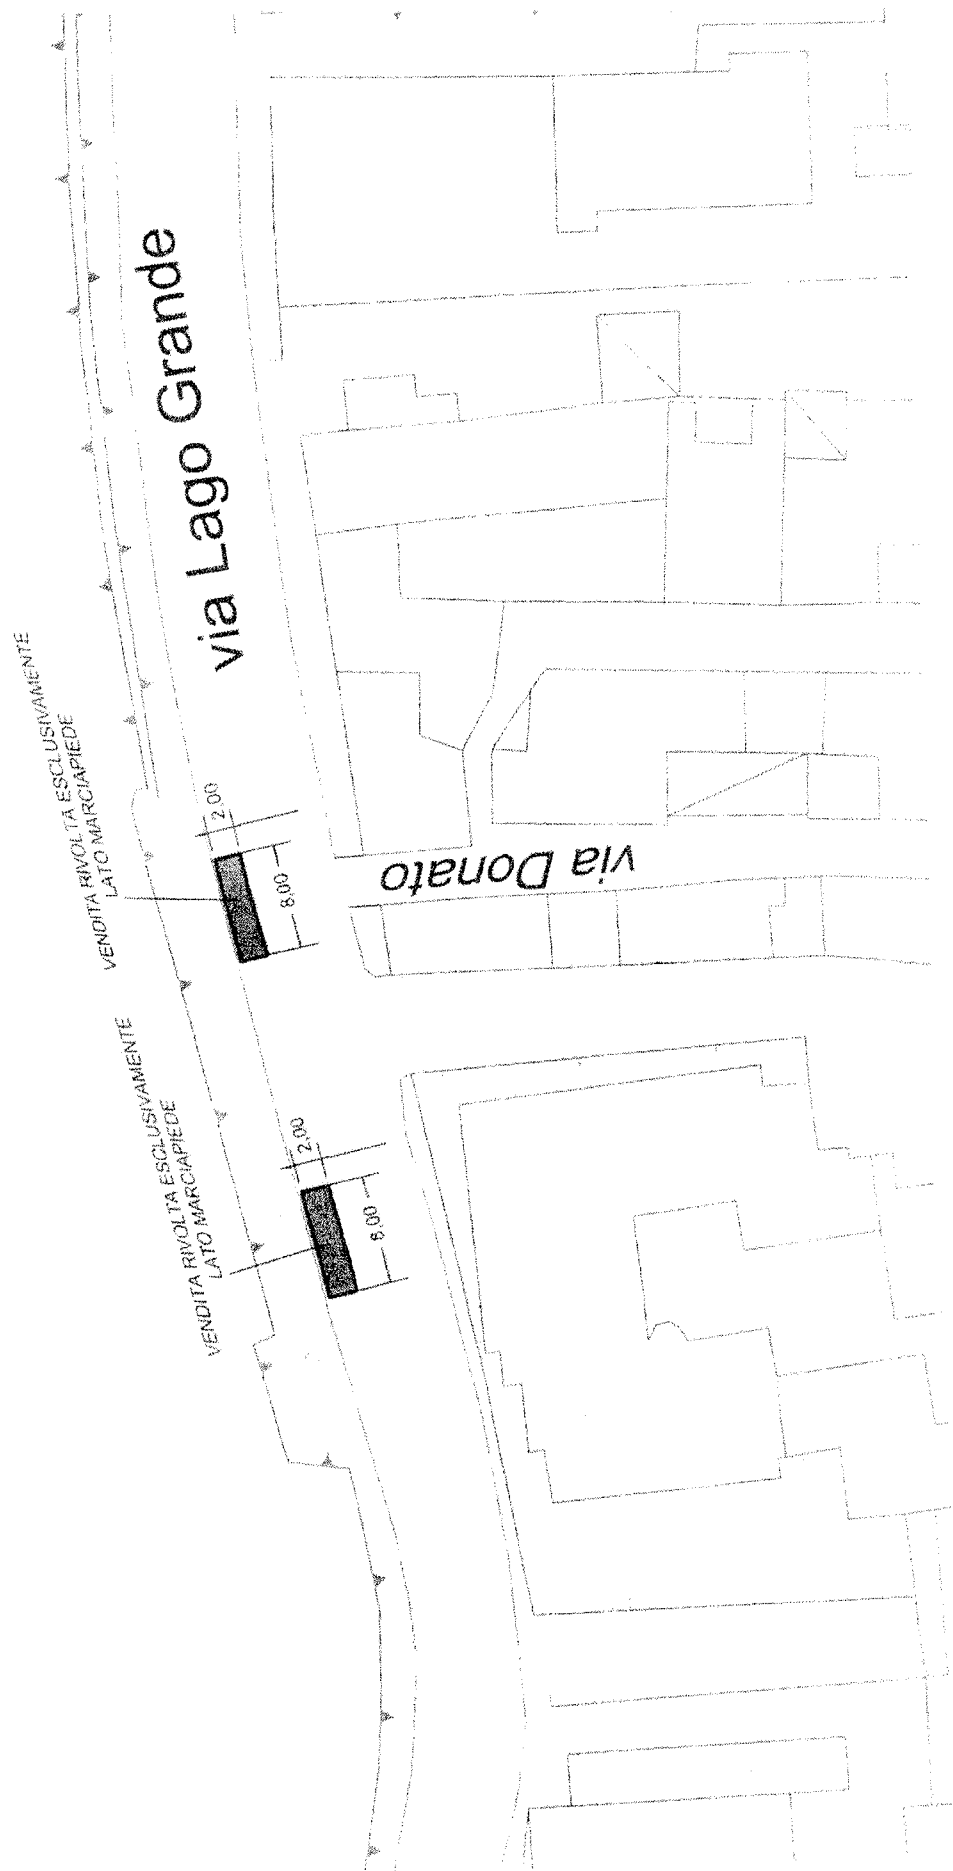 via Lago Grande
VENDITA RIVOLTA ESCLUSIVAMENTE
LATO MARCIAPIEDE
2,00
8,00
via Donato
VENDITA RIVOLTA ESCLUSIVAMENTE
LATO MARCIAPIEDE
2,00
8,00